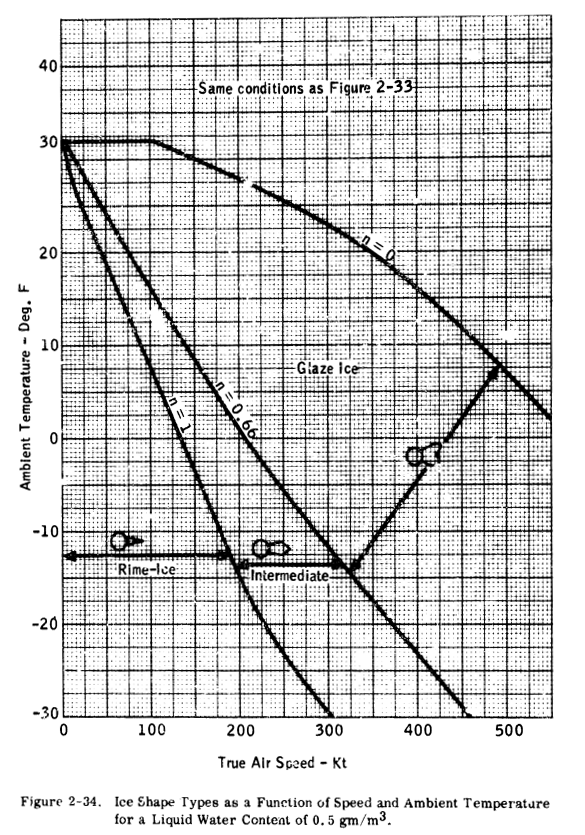 40
Same conditions as Figure 2-33
30
n = 0
20
10
Glaze Ice
n = 1
n = 0.66
0
-10
Rime-Ice
Intermediate
-20
-30
Ambient Temperature - Deg. F
0 100 200 300 400 500
True Air Speed - Kt
Figure 2-34. Ice Shape Types as a Function of Speed and Ambient Temperature
for a Liquid Water Content of 0.5 gm/m³.